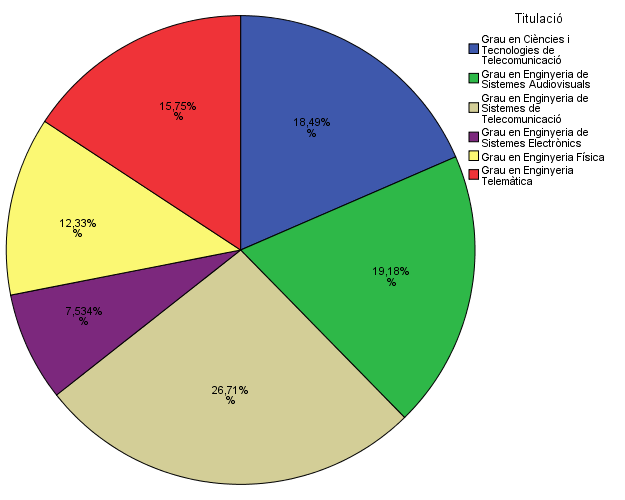 Titulació
Grau en Ciències i
Tecnologies de
Telecomunicació
Grau en Enginyeria de
Sistemes Audiovisuals
Grau en Enginyeria de
Sistemes de
Telecomunicació
Grau en Enginyeria de
Sistemes Electrònics
Grau en Enginyeria Física
Grau en Enginyeria
Telemàtica
15,75%
%
18,49%
%
12,33%
%
19,18%
%
7,534%
%
26,71%
%